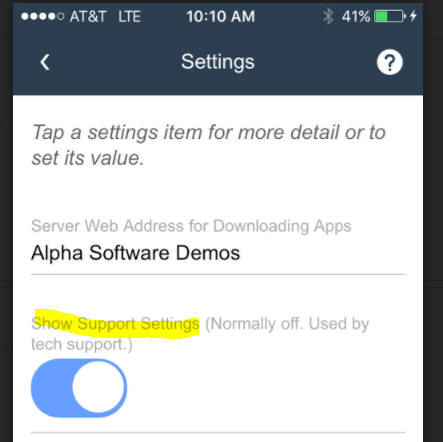 AT&T LTE 10:10 AM 41%
Settings ?
Tap a settings item for more detail or to
set its value.
Server Web Address for Downloading Apps
Alpha Software Demos
Show Support Settings (Normally off. Used by
tech support.)